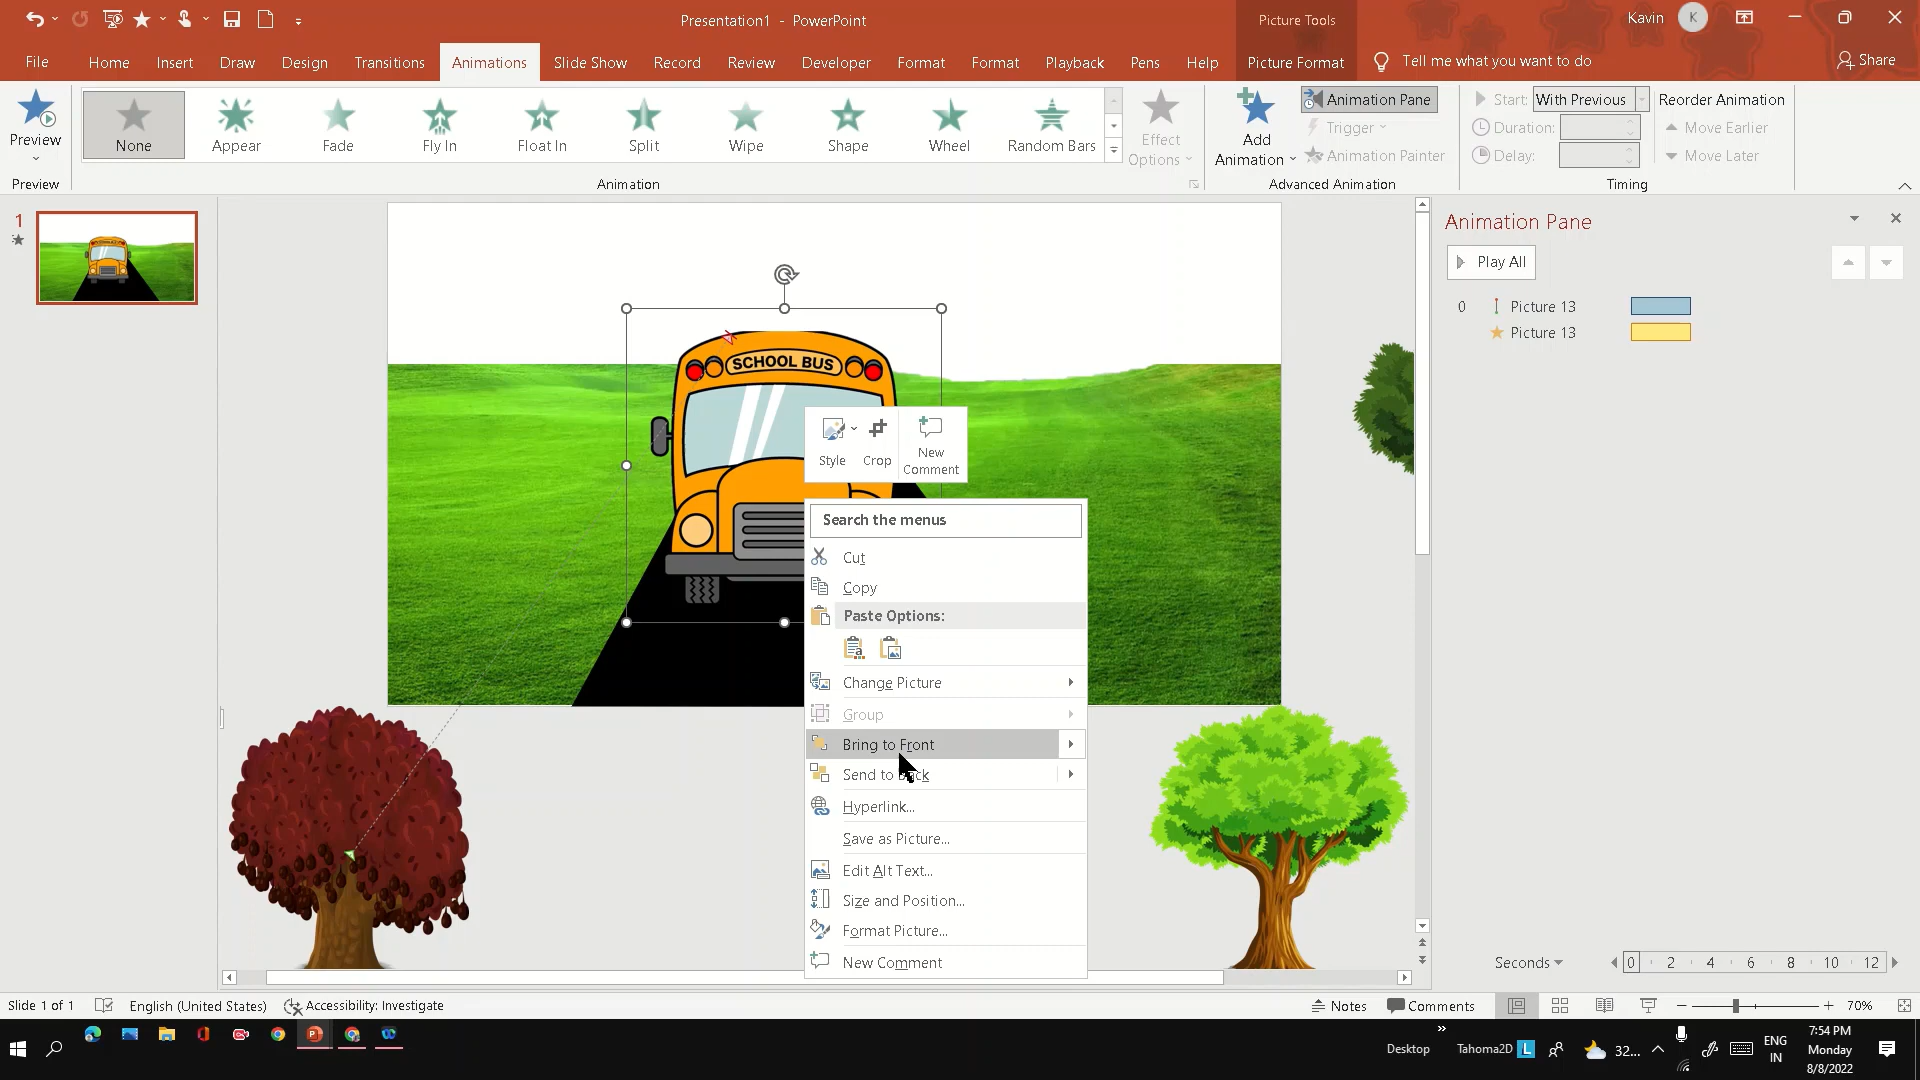 Presentation1 - PowerPoint
Picture Tools
Kavin
K
File
Home
Insert
Draw
Design
Transitions
Animations
Slide Show
Record
Review
Developer
Format
Format
Playback
Pens
Help
Picture Format
Tell me what you want to do
Share
Preview
Preview
None
Appear
Fade
Fly In
Float In
Split
Wipe
Shape
Wheel
Random Bars
Animation
Effect
Options
Add
Animation
Animation Pane
Trigger
Animation Painter
Advanced Animation
Start: With Previous
Duration:
Delay:
Timing
Reorder Animation
Move Earlier
Move Later
1
SCHOOL BUS
Animation Pane
Play All
0 Picture 13
Picture 13
Style
Crop
New
Comment
Search the menus
Cut
Copy
Paste Options:
Change Picture
Group
Bring to Front
Send to
Hyperlink...
Save as Picture...
Edit Alt Text...
Size and Position...
Format Picture...
New Comment
Seconds
0 2 4 6 8 10 12
Slide 1 of 1
English (United States)
Accessibility: Investigate
Notes
Comments
70%
Desktop
Tahoma2D
L
32...
ENG
IN
7:54 PM
Monday
8/8/2022